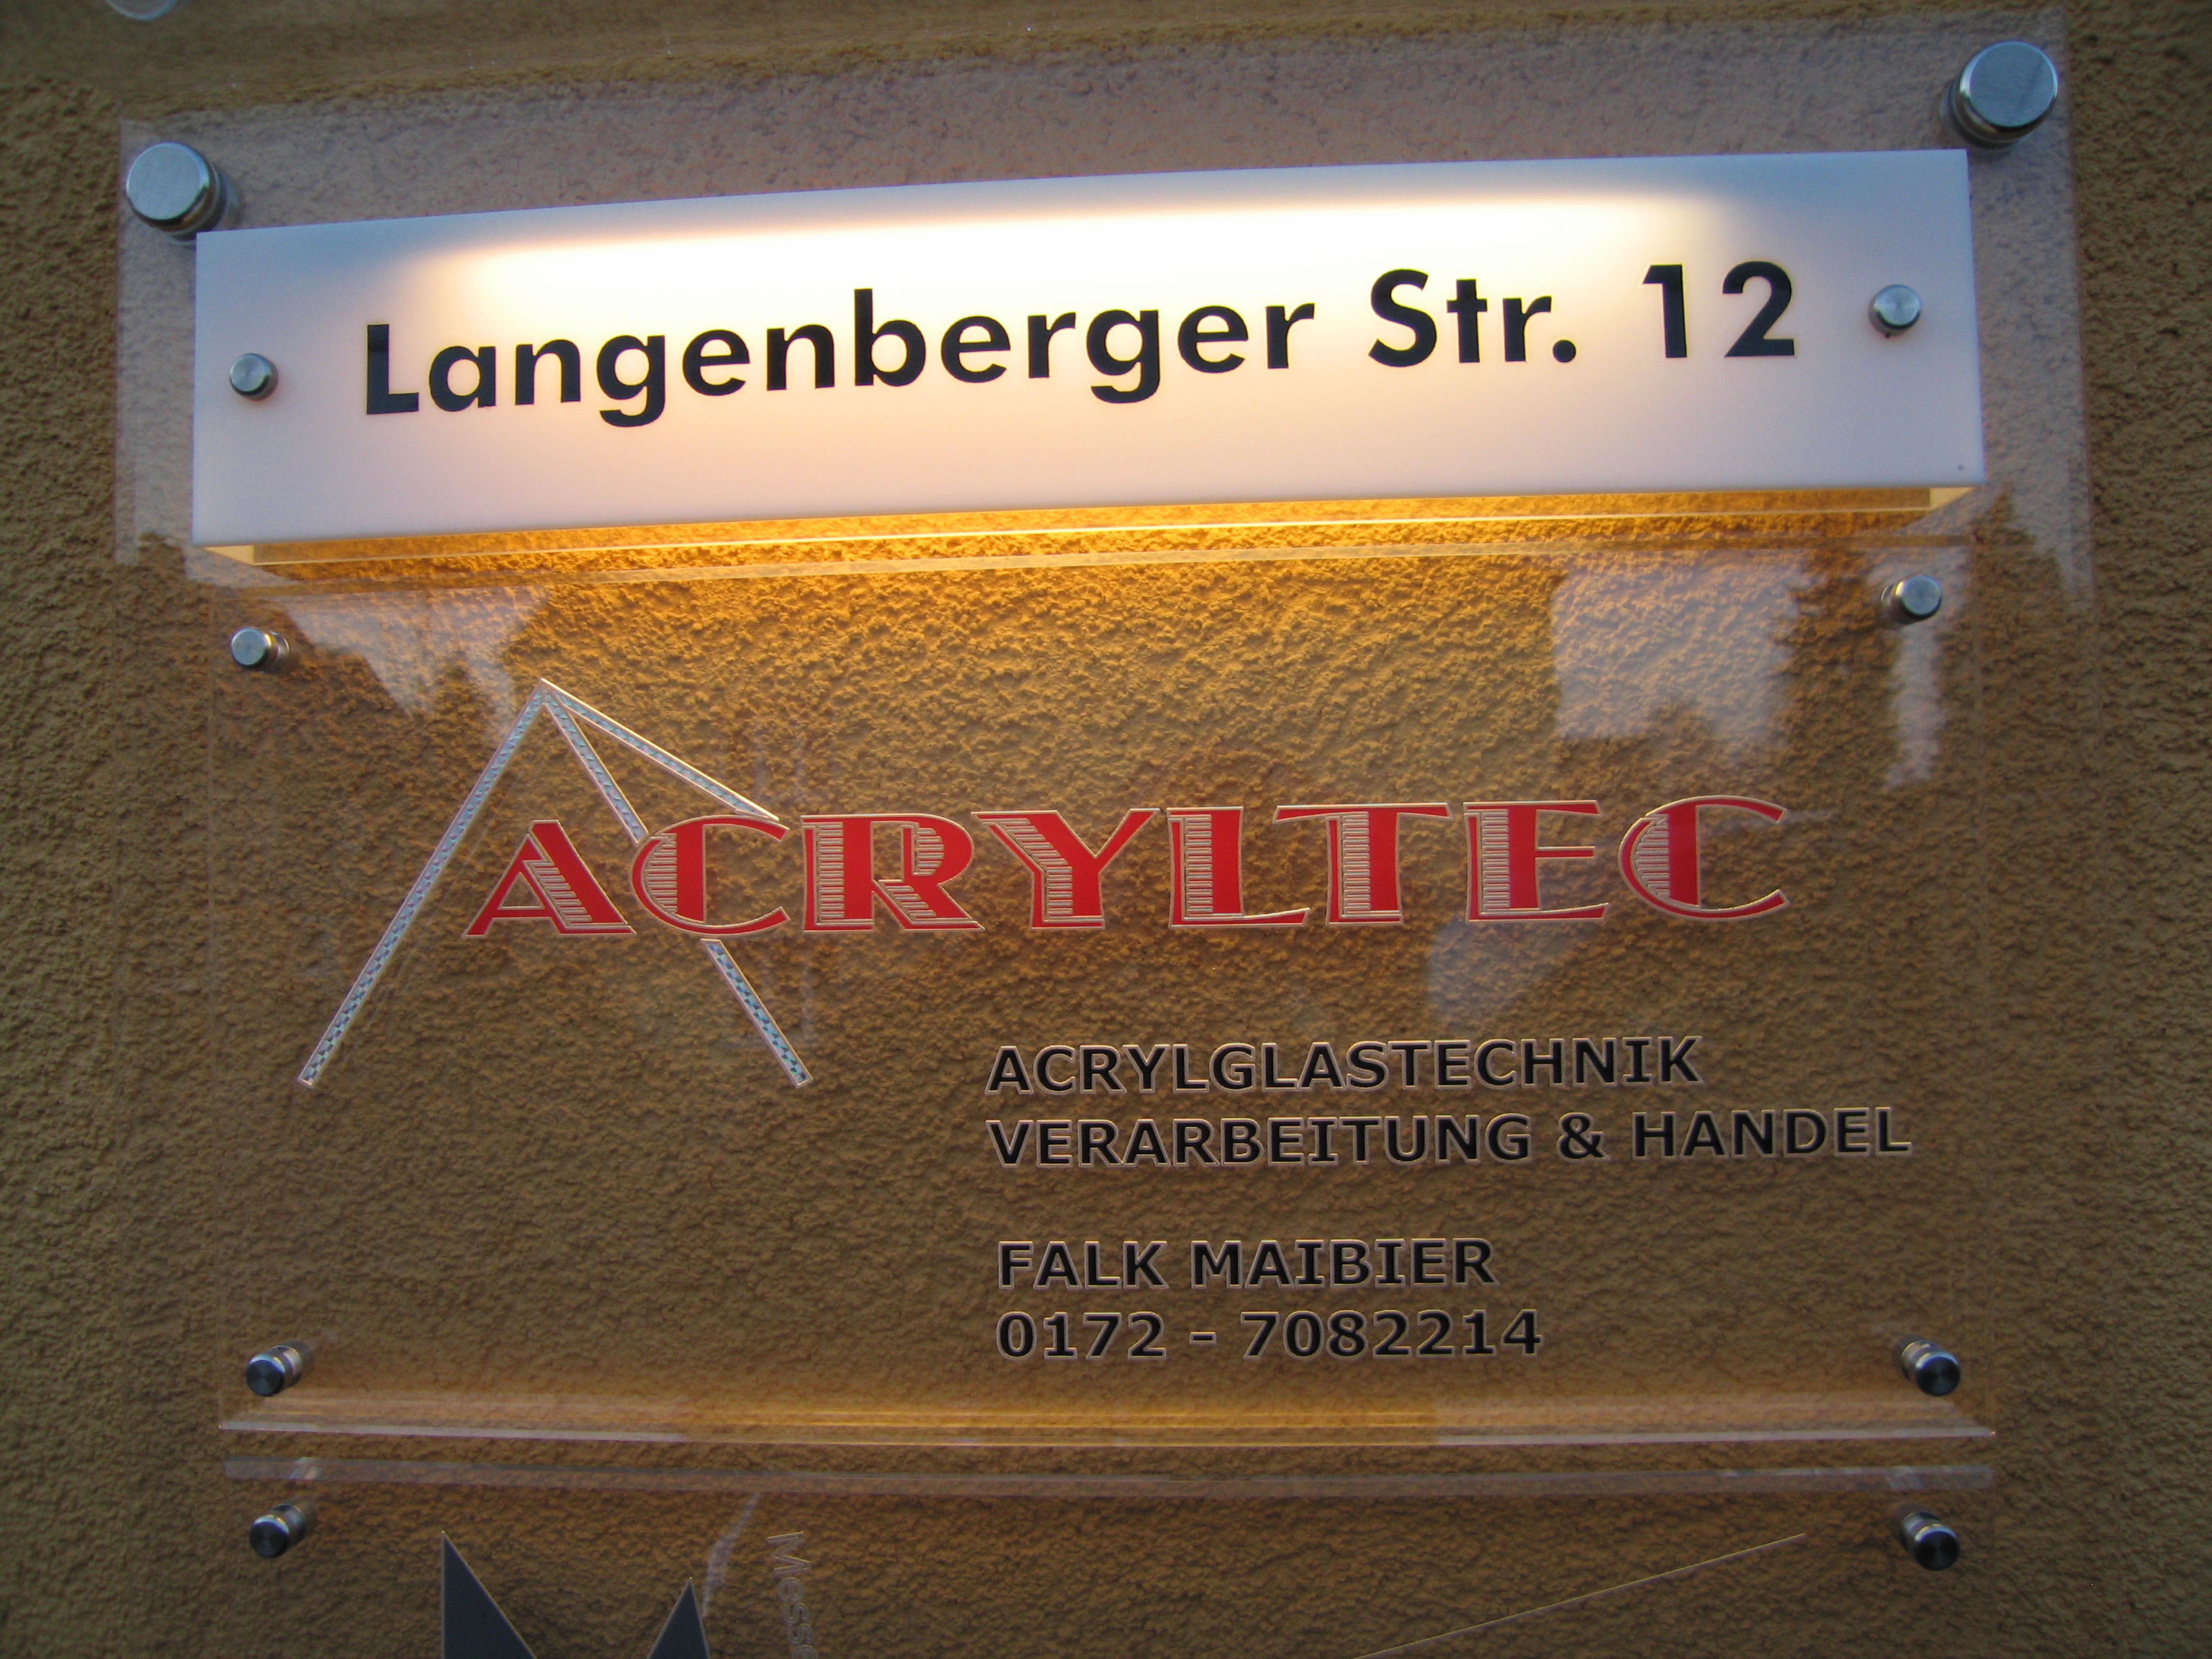 Langenberger Str. 12
ACRYLTEC
ACRYLGLASTECHNIK
VERARBEITUNG & HANDEL
FALK MAIBIER
0172 - 7082214